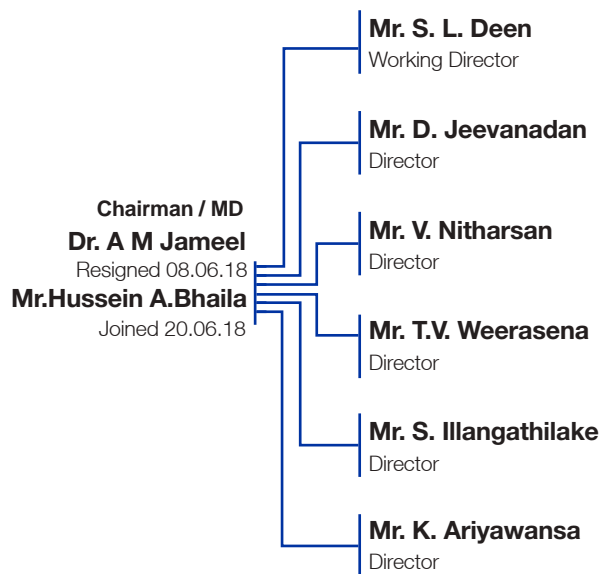 Chairman / MD
Dr. A M Jameel
Resigned 08.06.18
Mr.Hussein A.Bhaila
Joined 20.06.18
Mr. S. L. Deen
Working Director
Mr. D. Jeevanadan
Director
Mr. V. Nitharsan
Director
Mr. T.V. Weerasena
Director
Mr. S. Illangathilake
Director
Mr. K. Ariyawansa
Director